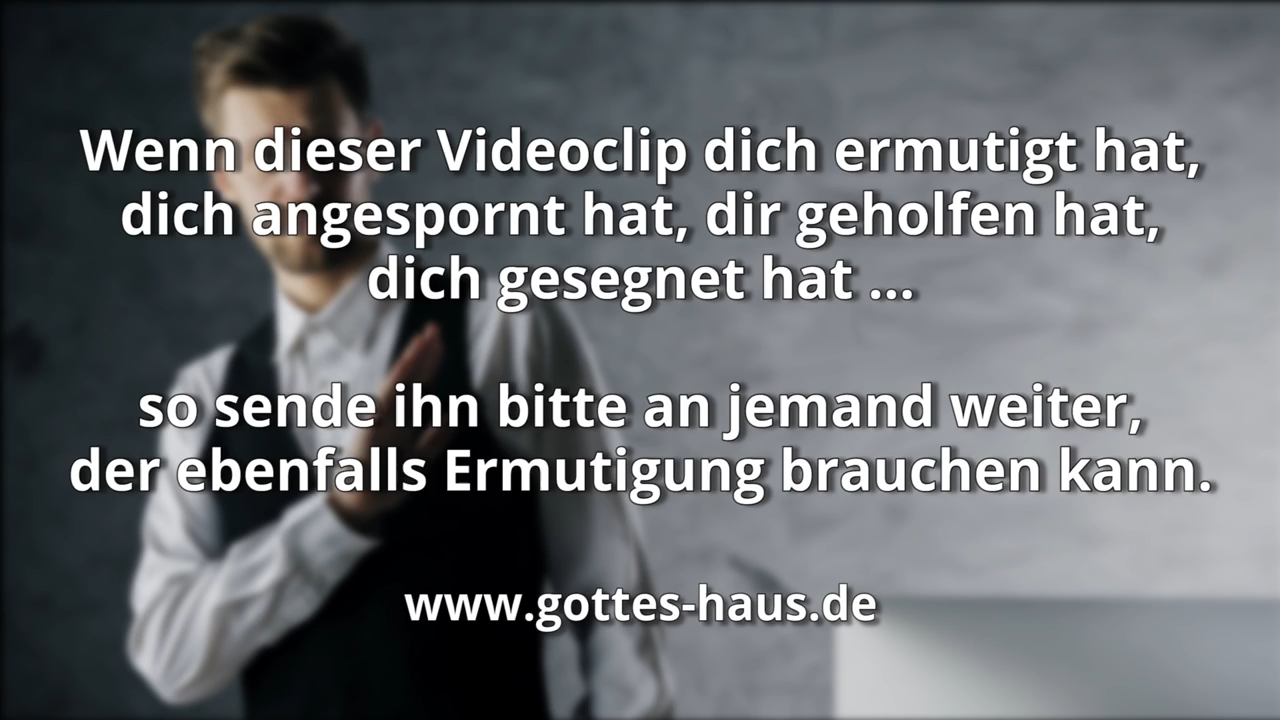 Wenn dieser Videoclip dich ermutigt hat,
dich angespornt hat, dir geholfen hat,
dich gesegnet hat ...
so sende ihn bitte an jemand weiter,
der ebenfalls Ermutigung brauchen kann.
www.gottes-haus.de